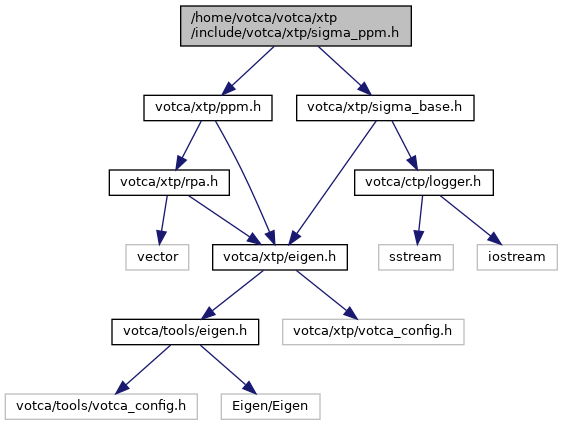 /home/votca/votca/xtp
/include/votca/xtp/sigma_ppm.h
votca/xtp/ppm.h
votca/xtp/sigma_base.h
votca/xtp/rpa.h
votca/ctp/logger.h
vector
votca/xtp/eigen.h
sstream
iostream
votca/tools/eigen.h
votca/xtp/votca_config.h
votca/tools/votca_config.h
Eigen/Eigen